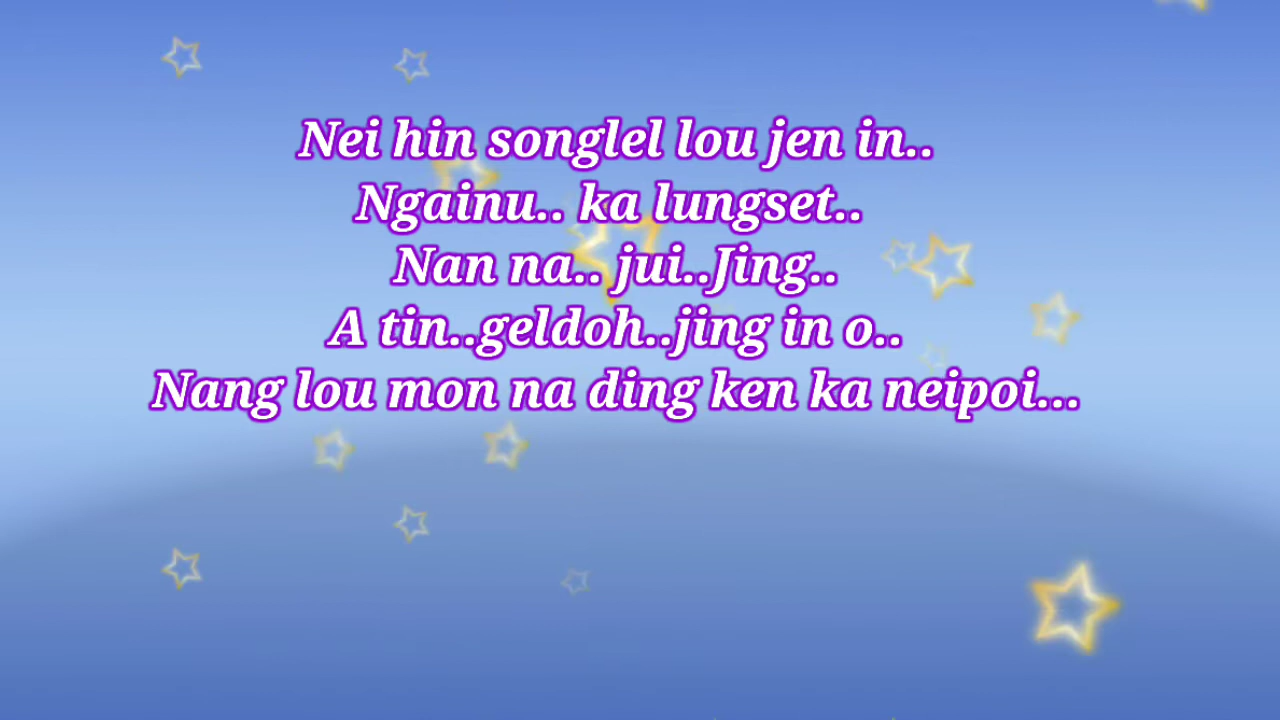 Nei hin songlel lou jen in..
Ngainu.. ka lungset..
Nan na.. jui..Jing..
A tin..geldoh..jing in o..
Nang lou mon na ding ken ka neipoi...